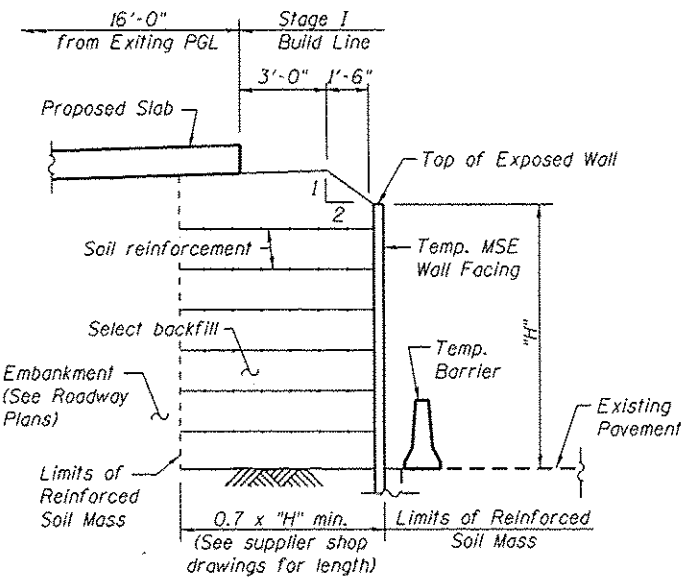 16'-0"
from Exiting PGL
Stage I
Build Line
3'-0"
1'-6"
Proposed Slab
Top of Exposed Wall
1
2
Soil reinforcement
Temp. MSE
Wall Facing
"H"
Select backfill
Temp.
Barrier
Embankment
(See Roadway
Plans)
Existing
Pavement
Limits of
Reinforced
Soil Mass
0.7 x "H" min.
(See supplier shop
drawings for length)
Limits of Reinforced
Soil Mass